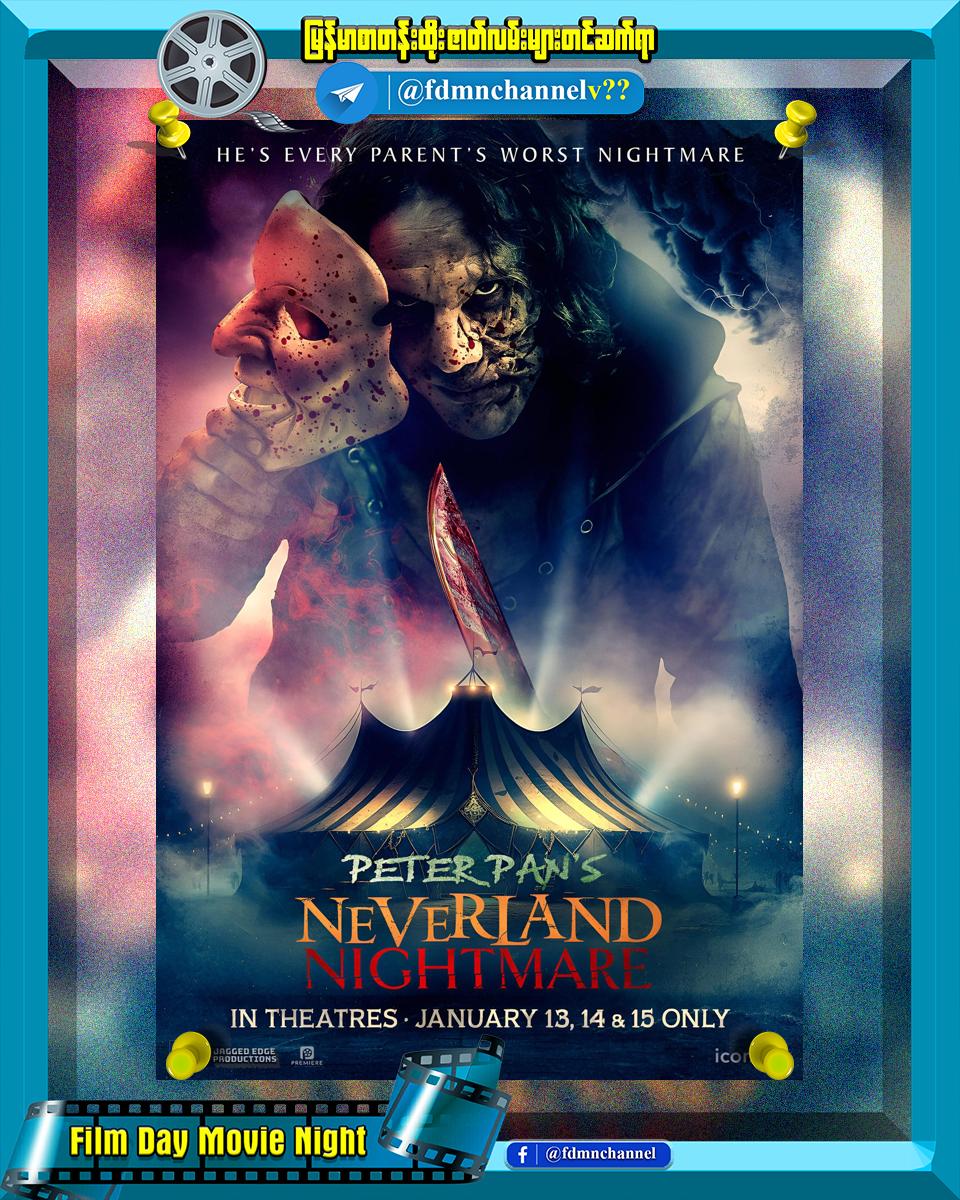 မြန်မာစာတန်းထိုးဇာတ်လမ်းများတင်ဆက်ရာ
@fdmnchannelv??
HE'S EVERY PARENT'S WORST NIGHTMARE
PETER PAN'S
NEVERLAND
NIGHTMARE
IN THEATRES · JANUARY 13, 14 & 15 ONLY
JAGGED EDGE
PRODUCTIONS
PREMIERE
Film Day Movie Night
@fdmnchannel